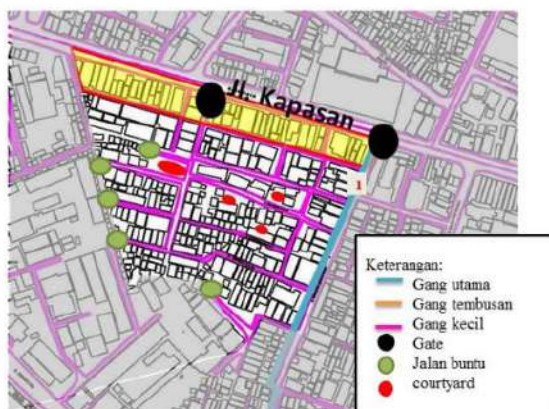 Jl. Kapasan
1
Keterangan:
Gang utama
Gang tembusan
Gang kecil
Gate
Jalan buntu
courtyard